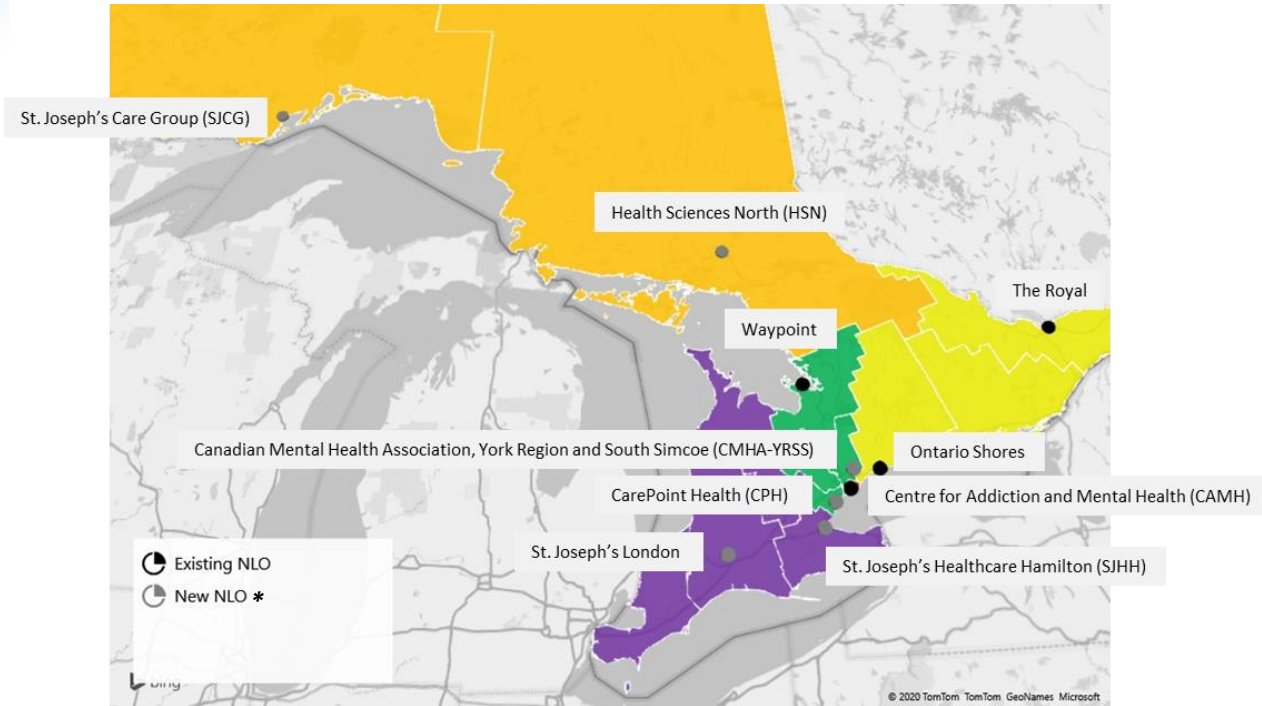 St. Joseph's Care Group (SJCG)
Health Sciences North (HSN)
The Royal
Waypoint
Canadian Mental Health Association, York Region and South Simcoe (CMHA-YRSS)
Ontario Shores
CarePoint Health (CPH)
Centre for Addiction and Mental Health (CAMH)
St. Joseph's London
St. Joseph's Healthcare Hamilton (SJHH)
Existing NLO
New NLO *
bing
© 2020 TomTom TomTom GeoNames Microsoft